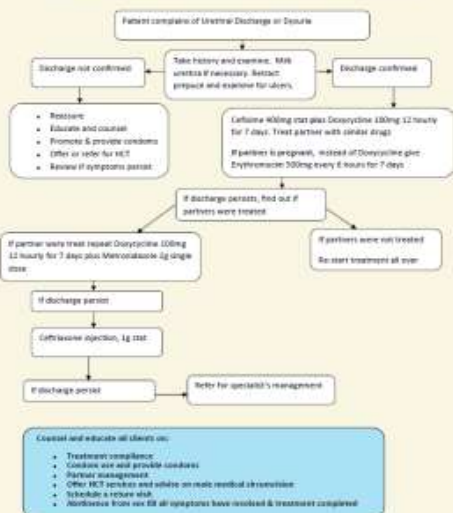 Patient complains of Urethral Discharge or Dysuria
Discharge not confirmed
Take history and examine. Milk
urethra if necessary. Retract
prepuce and examine for ulcers.
Discharge confirmed
Reassure
Educate and counsel
Promote & provide condoms
Offer or refer for HCT
Review if symptoms persist
Cefixime 400mg stat plus Doxycycline 100mg 12 hourly
for 7 days. Treat partner with similar drugs
If partner is pregnant, instead of Doxycycline give
Erythromycin 500mg every 6 hours for 7 days
If discharge persists, find out if
partners were treated
If partner were treat repeat Doxycycline 100mg
12 hourly for 7 days plus Metronidazole 2g single
dose
If partners were not treated
Re-start treatment all over
If discharge persist
Ceftriaxone injection, 1g stat
If discharge persist
Refer for specialist's management
Counsel and educate all clients on:
Treatment compliance
Condom use and provide condoms
Partner management
Offer HCT services and advise on male medical circumcision
Schedule a return visit
Abstinence from sex till all symptoms have resolved & treatment completed